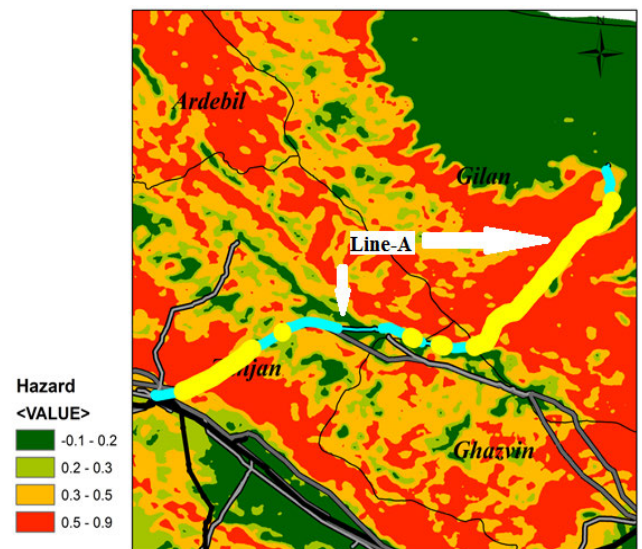 N
Ardebil
Gilan
Line-A
Zanjan
Ghazvin
Hazard
<VALUE>
-0.1 - 0.2
0.2 - 0.3
0.3 - 0.5
0.5 - 0.9